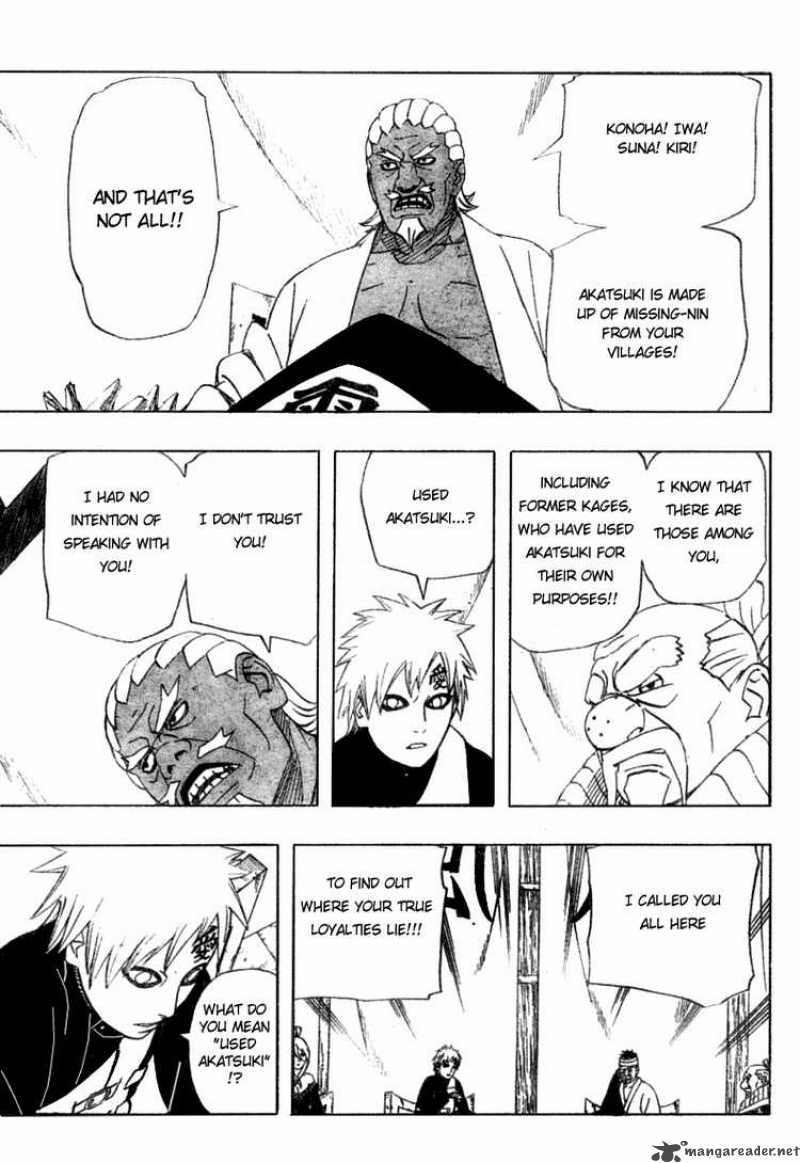 KONOHA! IWA!
SUNA! KIRI!
AKATSUKI IS MADE
UP OF MISSING-NIN
FROM YOUR
VILLAGES!
AND THAT'S
NOT ALL!!
雷
I KNOW THAT
THERE ARE
THOSE AMONG
YOU,
INCLUDING
FORMER KAGES,
WHO HAVE USED
AKATSUKI FOR
THEIR OWN
PURPOSES!!
USED
AKATSUKI...?
愛
I DON'T TRUST
YOU!
I HAD NO
INTENTION OF
SPEAKING WITH
YOU!
I CALLED YOU
ALL HERE
TO FIND OUT
WHERE YOUR TRUE
LOYALTIES LIE!!!
愛
WHAT DO
YOU MEAN
"USED
AKATSUKI"
!?
mangareader.net